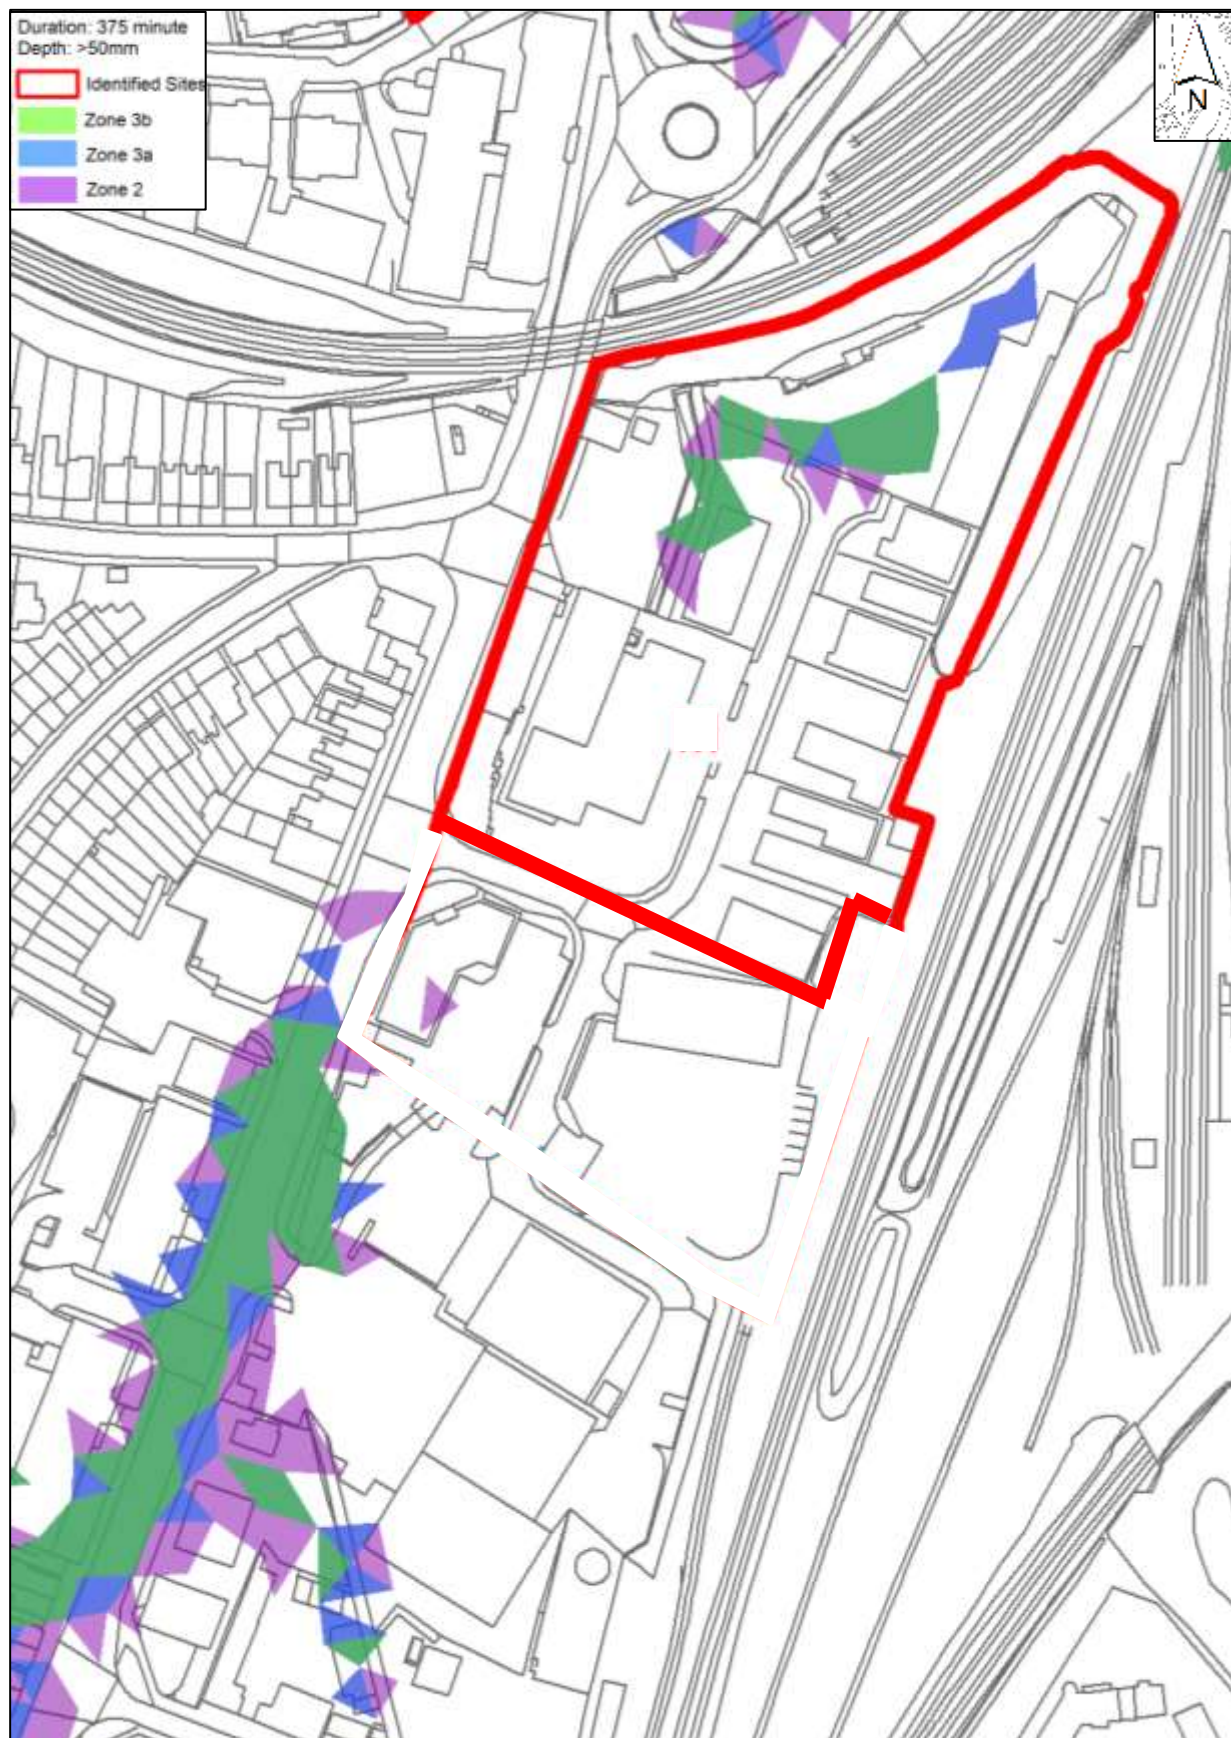 Duration: 375 minute
Depth: >50mm
Identified Sites
Zone 3b
Zone 3a
Zone 2
N